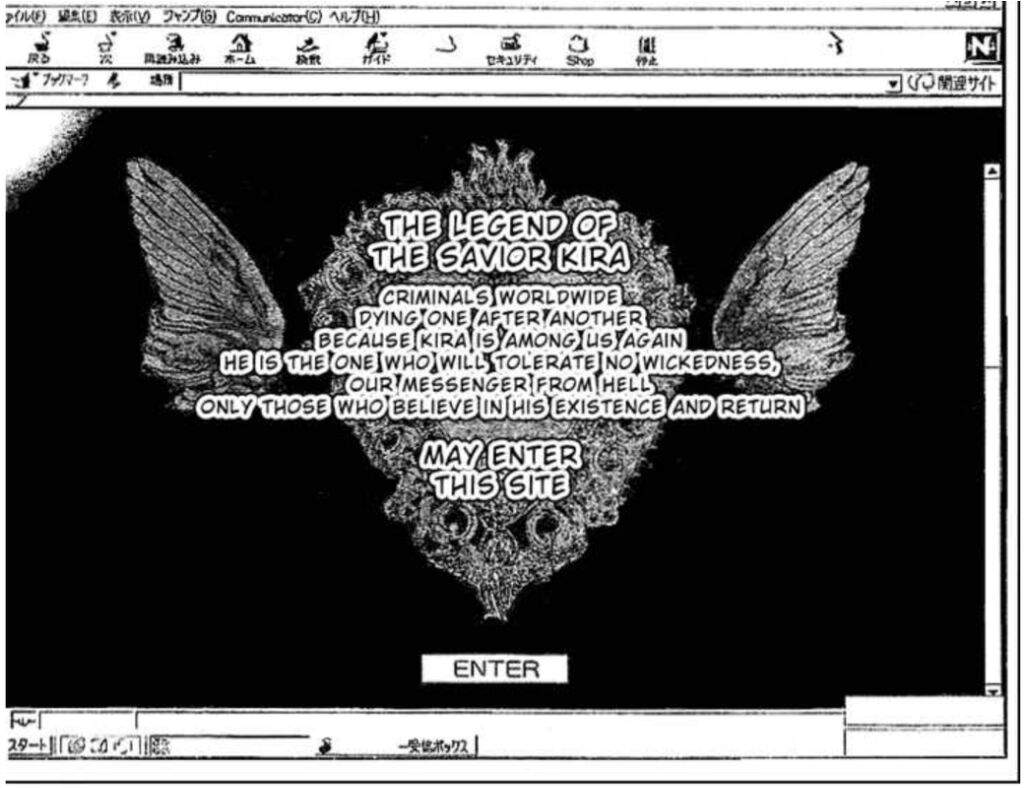 ァイル(F) 編集(E) 表示(V) ジャンプ(G) Communicator(C) ヘルプ(H)
戻る 次 再読み込み ホーム 検索 ガイド セキュリティ Shop 停止
N
ブックマーク 場所 関連サイト
THE LEGEND OF
THE SAVIOR KIRA
CRIMINALS WORLDWIDE
DYING ONE AFTER ANOTHER
BECAUSE KIRA IS AMONG US AGAIN
HE IS THE ONE WHO WILL TOLERATE NO WICKEDNESS,
OUR MESSENGER FROM HELL
ONLY THOSE WHO BELIEVE IN HIS EXISTENCE AND RETURN
MAY ENTER
THIS SITE
ENTER
スタート 受信ボックス